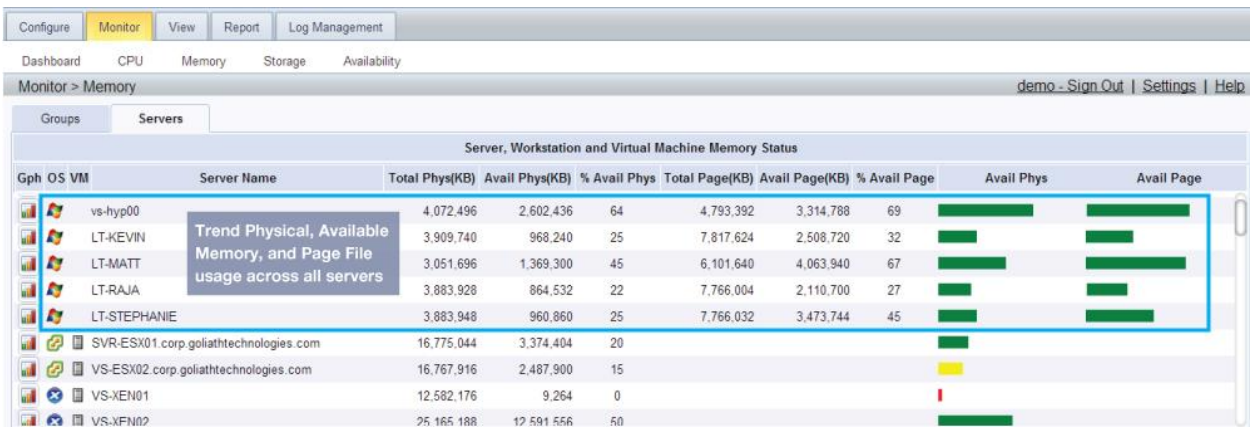 Configure Monitor View Report Log Management
Dashboard CPU Memory Storage Availability
Monitor > Memory demo - Sign Out | Settings | Help
Groups Servers
Server, Workstation and Virtual Machine Memory Status
Gph OS VM Server Name Total Phys(KB) Avail Phys(KB) % Avail Phys Total Page(KB) Avail Page(KB) % Avail Page Avail Phys Avail Page
vs-hyp00 4,072,496 2,602,436 64 4,793,392 3,314,788 69
LT-KEVIN 3,909,740 968,240 25 7,817,624 2,508,720 32
LT-MATT 3,051,696 1,369,300 45 6,101,640 4,063,940 67
LT-RAJA 3,883,928 864,532 22 7,766,004 2,110,700 27
LT-STEPHANIE 3,883,948 960,860 25 7,766,032 3,473,744 45
Trend Physical, Available
Memory, and Page File
usage across all servers
SVR-ESX01.corp.goliathtechnologies.com 16,775,044 3,374,404 20
VS-ESX02.corp.goliathtechnologies.com 16,767,916 2,487,900 15
VS-XEN01 12,582,176 9,264 0
VS-XEN02 25,165,188 12,591,556 50